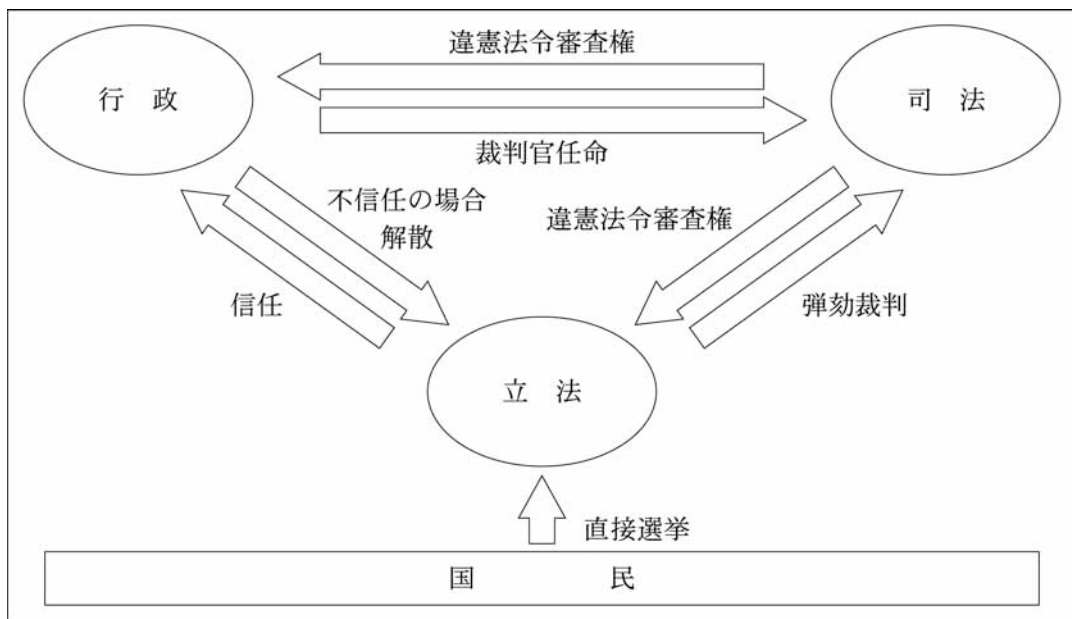 違憲法令審査権
行　政
司　法
裁判官任命
不信任の場合
解散
違憲法令審査権
信任
弾劾裁判
立　法
直接選挙
国　　　　民